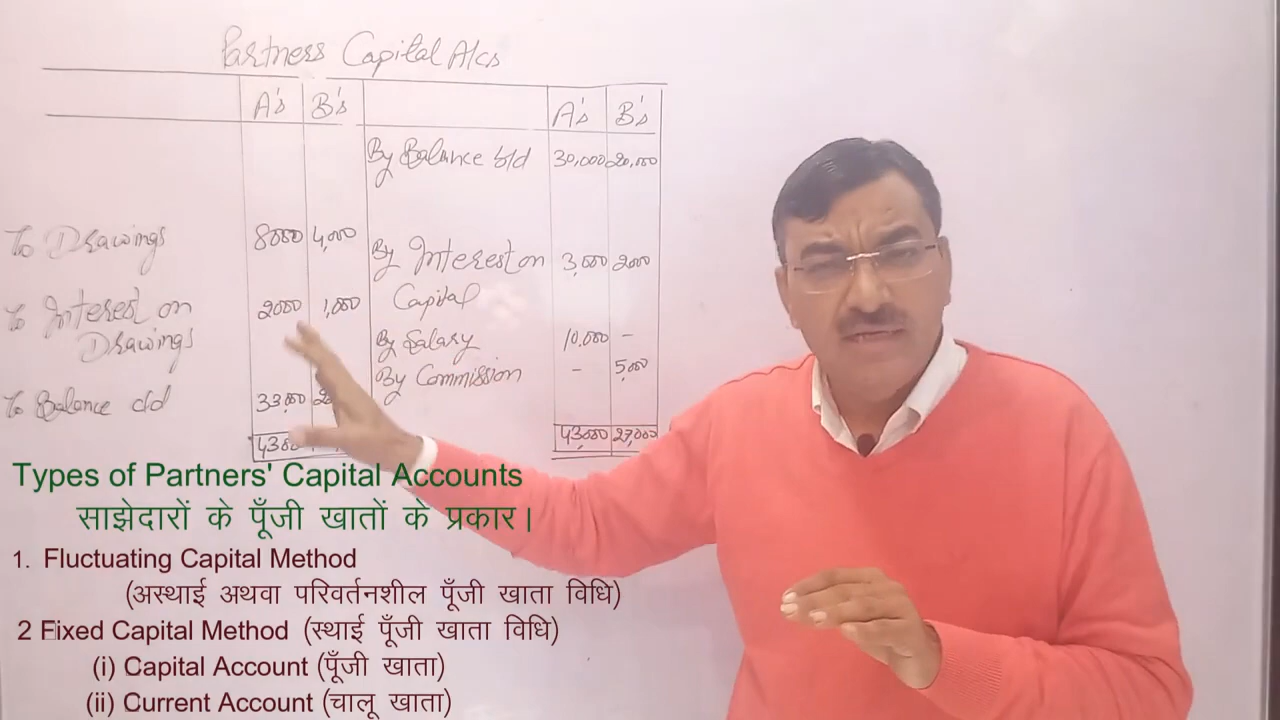 Partners Capital A/cs
A's B's A's B's
By Balance b/d 30,000 20,000
To Drawings 8000 4,000
By Interest on 3,000 2000
Capital
To Interest on 2000 1,000
Drawings
By Salary 10,000 -
By Commission - 5,000
To Balance c/d 33,000
43,000 27,000
Types of Partners' Capital Accounts
साझेदारों के पूँजी खातों के प्रकार।
1. Fluctuating Capital Method
(अस्थाई अथवा परिवर्तनशील पूँजी खाता विधि)
2 Fixed Capital Method (स्थाई पूँजी खाता विधि)
(i) Capital Account (पूँजी खाता)
(ii) Current Account (चालू खाता)